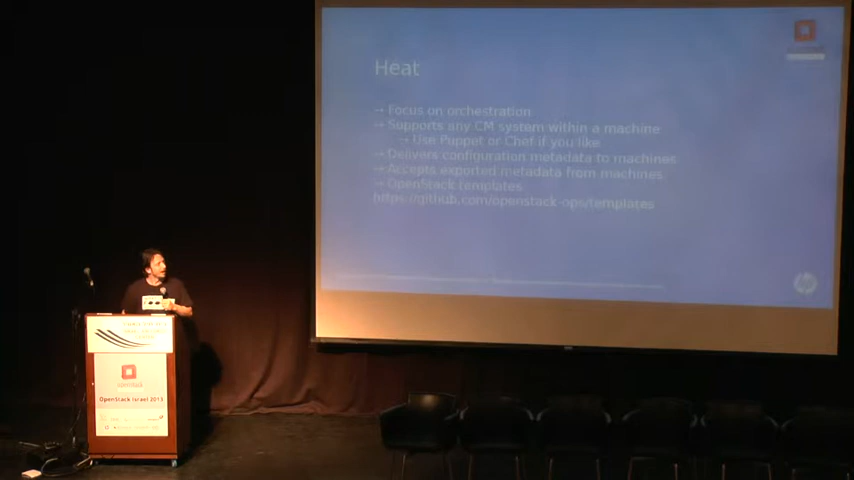 Heat
→ Focus on orchestration
→ Supports any CM system within a machine
→ Use Puppet or Chef if you like
→ Delivers configuration metadata to machines
→ Accepts exported metadata from machines
→ OpenStack templates
https://github.com/openstack-ops/templates
hp
openstack
OpenStack Israel 2013